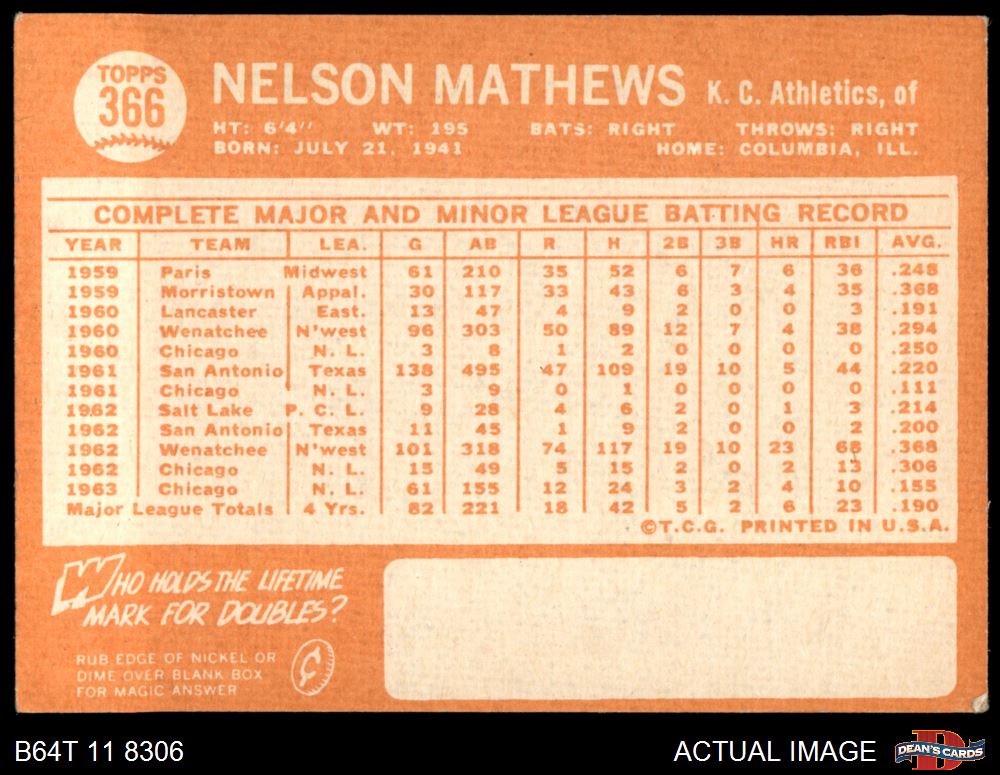 TOPPS
366
NELSON MATHEWS K. C. Athletics, of
HT: 6'4" WT: 195 BATS: RIGHT THROWS: RIGHT
BORN: JULY 21, 1941 HOME: COLUMBIA, ILL.
COMPLETE MAJOR AND MINOR LEAGUE BATTING RECORD
YEAR TEAM LEA. G AB R H 2B 3B HR RBI AVG.
1959 Paris Midwest 61 210 35 52 6 7 6 36 .248
1959 Morristown Appal. 30 117 33 43 6 3 4 35 .368
1960 Lancaster East. 13 47 4 9 2 0 0 3 .191
1960 Wenatchee N'west 96 303 50 89 12 7 4 38 .294
1960 Chicago N. L. 3 8 1 2 0 0 0 0 .250
1961 San Antonio Texas 138 495 47 109 19 10 5 44 .220
1961 Chicago N. L. 3 9 0 1 0 0 0 0 .111
1962 Salt Lake P. C. L. 9 28 4 6 2 0 1 3 .214
1962 San Antonio Texas 11 45 1 9 2 0 0 2 .200
1962 Wenatchee N'west 101 318 74 117 19 10 23 68 .368
1962 Chicago N. L. 15 49 5 15 2 0 2 13 .306
1963 Chicago N. L. 61 155 12 24 3 2 4 10 .155
Major League Totals 4 Yrs. 82 221 18 42 5 2 6 23 .190
©T.C.G. PRINTED IN U.S.A.
WHO HOLDS THE LIFETIME
MARK FOR DOUBLES?
RUB EDGE OF NICKEL OR
DIME OVER BLANK BOX
FOR MAGIC ANSWER
B64T 11 8306 ACTUAL IMAGE DEAN'S CARDS